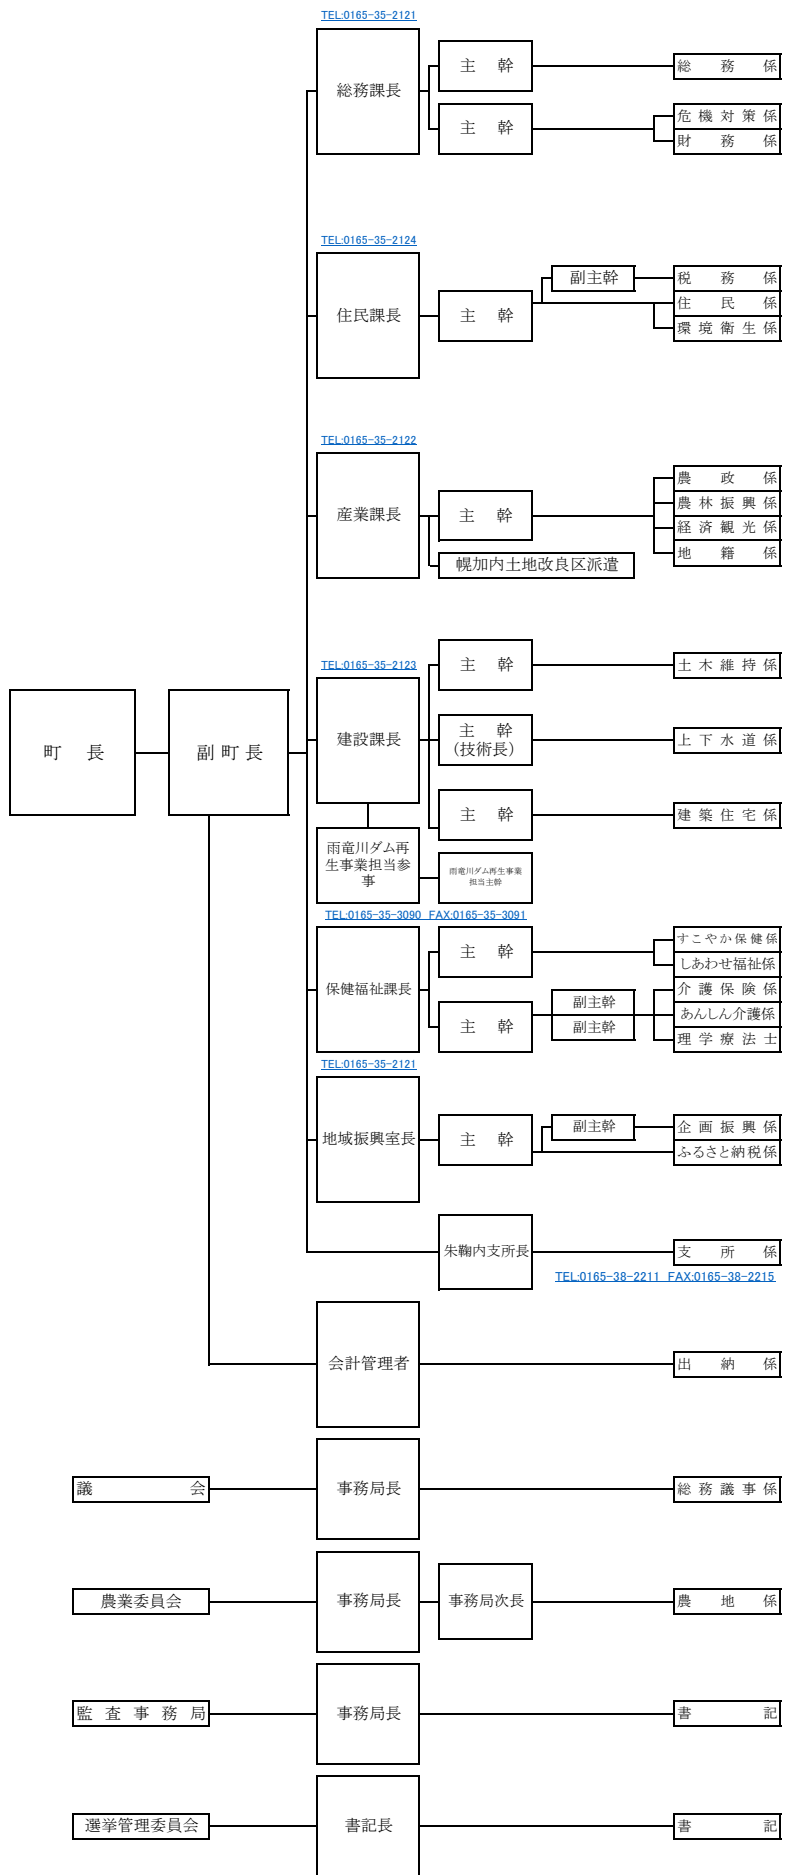 TEL:0165-35-2121
総務課長
主幹
総務係
主幹
危機対策係
財務係
TEL:0165-35-2124
住民課長
主幹
副主幹
税務係
住民係
環境衛生係
TEL:0165-35-2122
産業課長
主幹
農政係
農林振興係
経済観光係
地籍係
幌加内土地改良区派遣
町長
副町長
TEL:0165-35-2123
建設課長
主幹
土木維持係
主幹
(技術長)
上下水道係
主幹
建築住宅係
雨竜川ダム再
生事業担当参
事
雨竜川ダム再生事業
担当主幹
TEL:0165-35-3090 FAX:0165-35-3091
保健福祉課長
主幹
すこやか保健係
しあわせ福祉係
主幹
副主幹
副主幹
介護保険係
あんしん介護係
理学療法士
TEL:0165-35-2121
地域振興室長
主幹
副主幹
企画振興係
ふるさと納税係
朱鞠内支所長
支所係
TEL:0165-38-2211 FAX:0165-38-2215
会計管理者
出納係
議会
事務局長
総務議事係
農業委員会
事務局長
事務局次長
農地係
監査事務局
事務局長
書記
選挙管理委員会
書記長
書記